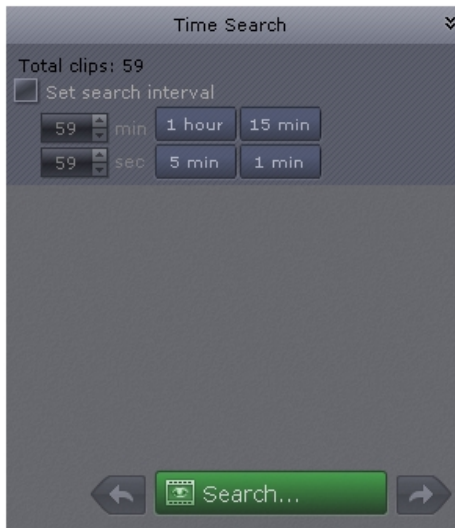 Time Search
Total clips: 59
Set search interval
59 min 1 hour 15 min
59 sec 5 min 1 min
Search...